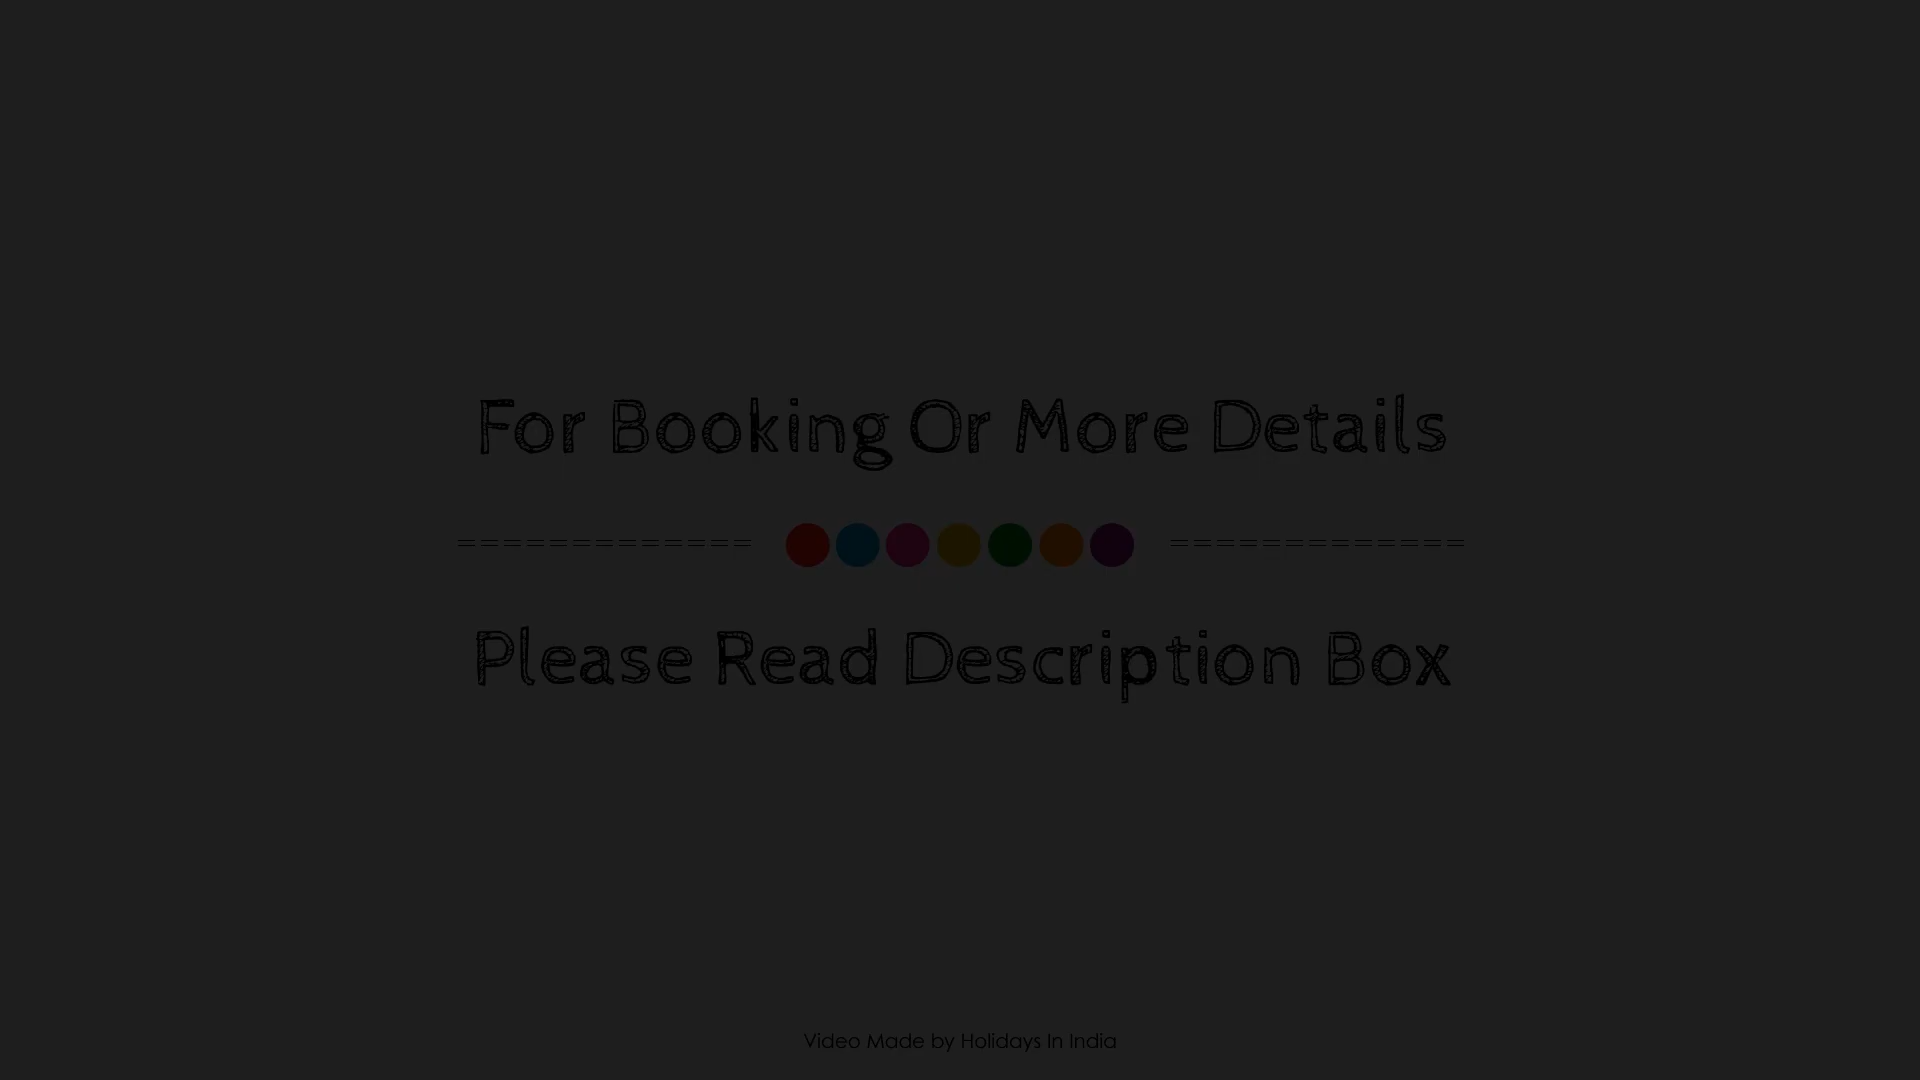 For Booking Or More Details
============= =============
Please Read Description Box
Video Made by Holidays In India